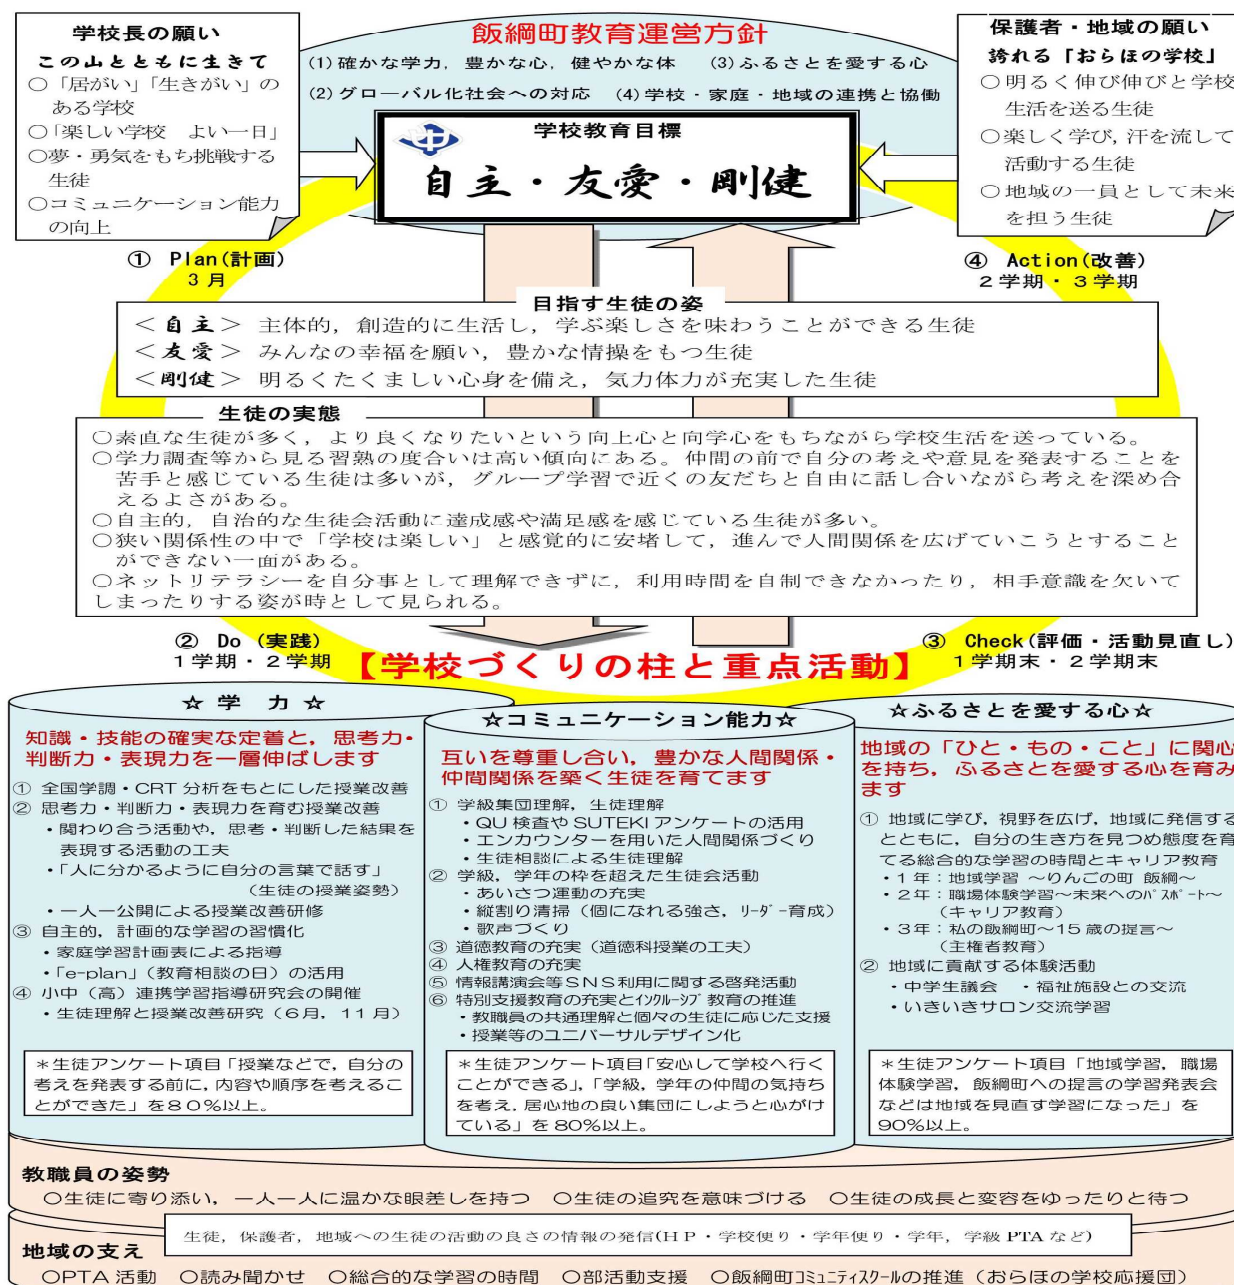 飯綱町教育運営方針
(1)確かな学力，豊かな心，健やかな体　(3)ふるさとを愛する心
(2)グローバル化社会への対応　(4)学校・家庭・地域の連携と協働
学校長の願い
この山とともに生きて
○「居がい」「生きがい」の
ある学校
○「楽しい学校　よい一日」
○夢・勇気をもち挑戦する
生徒
○コミュニケーション能力
の向上
保護者・地域の願い
誇れる「おらほの学校」
○明るく伸び伸びと学校
生活を送る生徒
○楽しく学び，汗を流して
活動する生徒
○地域の一員として未来
を担う生徒
中
学校教育目標
自主・友愛・剛健
① Plan(計画)
3月
④ Action(改善)
2学期・3学期
目指す生徒の姿
＜自主＞ 主体的，創造的に生活し，学ぶ楽しさを味わうことができる生徒
＜友愛＞ みんなの幸福を願い，豊かな情操をもつ生徒
＜剛健＞ 明るくたくましい心身を備え，気力体力が充実した生徒
生徒の実態
○素直な生徒が多く，より良くなりたいという向上心と向学心をもちながら学校生活を送っている。
○学力調査等から見る習熟の度合いは高い傾向にある。仲間の前で自分の考えや意見を発表することを
苦手と感じている生徒は多いが，グループ学習で近くの友だちと自由に話し合いながら考えを深め合
えるよさがある。
○自主的，自治的な生徒会活動に達成感や満足感を感じている生徒が多い。
○狭い関係性の中で「学校は楽しい」と感覚的に安堵して，進んで人間関係を広げていこうとすること
ができない一面がある。
○ネットリテラシーを自分事として理解できずに，利用時間を自制できなかったり，相手意識を欠いて
しまったりする姿が時として見られる。
② Do (実践)
1学期・2学期
③ Check(評価・活動見直し)
1学期末・2学期末
【学校づくりの柱と重点活動】
☆ 学 力 ☆
知識・技能の確実な定着と，思考力・
判断力・表現力を一層伸ばします
① 全国学調・CRT分析をもとにした授業改善
② 思考力・判断力・表現力を育む授業改善
・関わり合う活動や，思考・判断した結果を
表現する活動の工夫
・「人に分かるように自分の言葉で話す」
（生徒の授業姿勢）
・一人一公開による授業改善研修
③ 自主的，計画的な学習の習慣化
・家庭学習計画表による指導
・「e-plan」（教育相談の日）の活用
④ 小中（高）連携学習指導研究会の開催
・生徒理解と授業改善研究（6月，11月）
＊生徒アンケート項目「授業などで，自分の
考えを発表する前に，内容や順序を考えるこ
とができた」を80%以上。
☆コミュニケーション能力☆
互いを尊重し合い，豊かな人間関係・
仲間関係を築く生徒を育てます
① 学級集団理解，生徒理解
・QU検査やSUTEKIアンケートの活用
・エンカウンターを用いた人間関係づくり
・生徒相談による生徒理解
② 学級，学年の枠を超えた生徒会活動
・あいさつ運動の充実
・縦割り清掃（個になれる強さ，ﾘｰﾀﾞｰ育成）
・歌声づくり
③ 道徳教育の充実（道徳科授業の工夫）
④ 人権教育の充実
⑤ 情報講演会等ＳＮＳ利用に関する啓発活動
⑥ 特別支援教育の充実とｲﾝｸﾙｰｼﾌﾞ教育の推進
・教職員の共通理解と個々の生徒に応じた支援
・授業等のユニバーサルデザイン化
＊生徒アンケート項目「安心して学校へ行く
ことができる」，「学級，学年の仲間の気持ち
を考え．居心地の良い集団にしようと心がけ
ている」を80%以上。
☆ふるさとを愛する心☆
地域の「ひと・もの・こと」に関心
を持ち，ふるさとを愛する心を育み
ます
① 地域に学び，視野を広げ，地域に発信する
とともに，自分の生き方を見つめ態度を育
てる総合的な学習の時間とキャリア教育
・1年：地域学習 ～りんごの町 飯綱～
・2年：職場体験学習～未来へのﾊﾟｽﾎﾟｰﾄ～
（キャリア教育）
・3年：私の飯綱町～15歳の提言～
（主権者教育）
② 地域に貢献する体験活動
・中学生議会　・福祉施設との交流
・いきいきサロン交流学習
＊生徒アンケート項目「地域学習，職場
体験学習，飯綱町への提言の学習発表会
などは地域を見直す学習になった」を
90%以上。
教職員の姿勢
○生徒に寄り添い，一人一人に温かな眼差しを持つ　○生徒の追究を意味づける　○生徒の成長と変容をゆったりと待つ
生徒，保護者，地域への生徒の活動の良さの情報の発信(HP・学校便り・学年便り・学年，学級PTAなど)
地域の支え
○PTA活動　○読み聞かせ　○総合的な学習の時間　○部活動支援　○飯綱町ｺﾐｭﾆﾃｨｽｸｰﾙの推進（おらほの学校応援団）